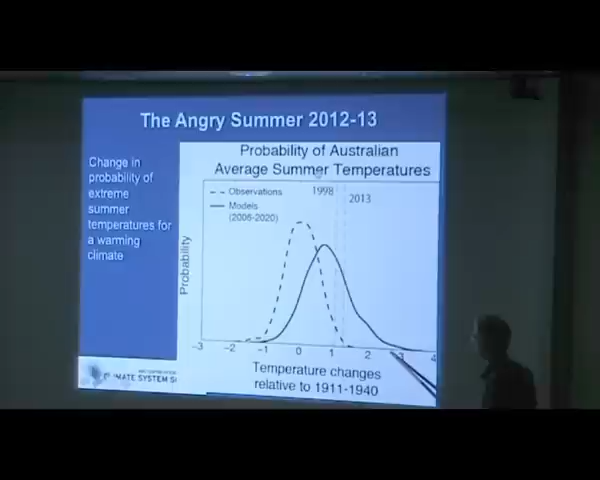 The Angry Summer 2012-13
Change in
probability of
extreme
summer
temperatures for
a warming
climate
Probability of Australian
Average Summer Temperatures
Observations
Models
(2006-2020)
1998
2013
Probability
-3 -2 -1 0 1 2 3 4
Temperature changes
relative to 1911-1940
CLIMATE SYSTEM